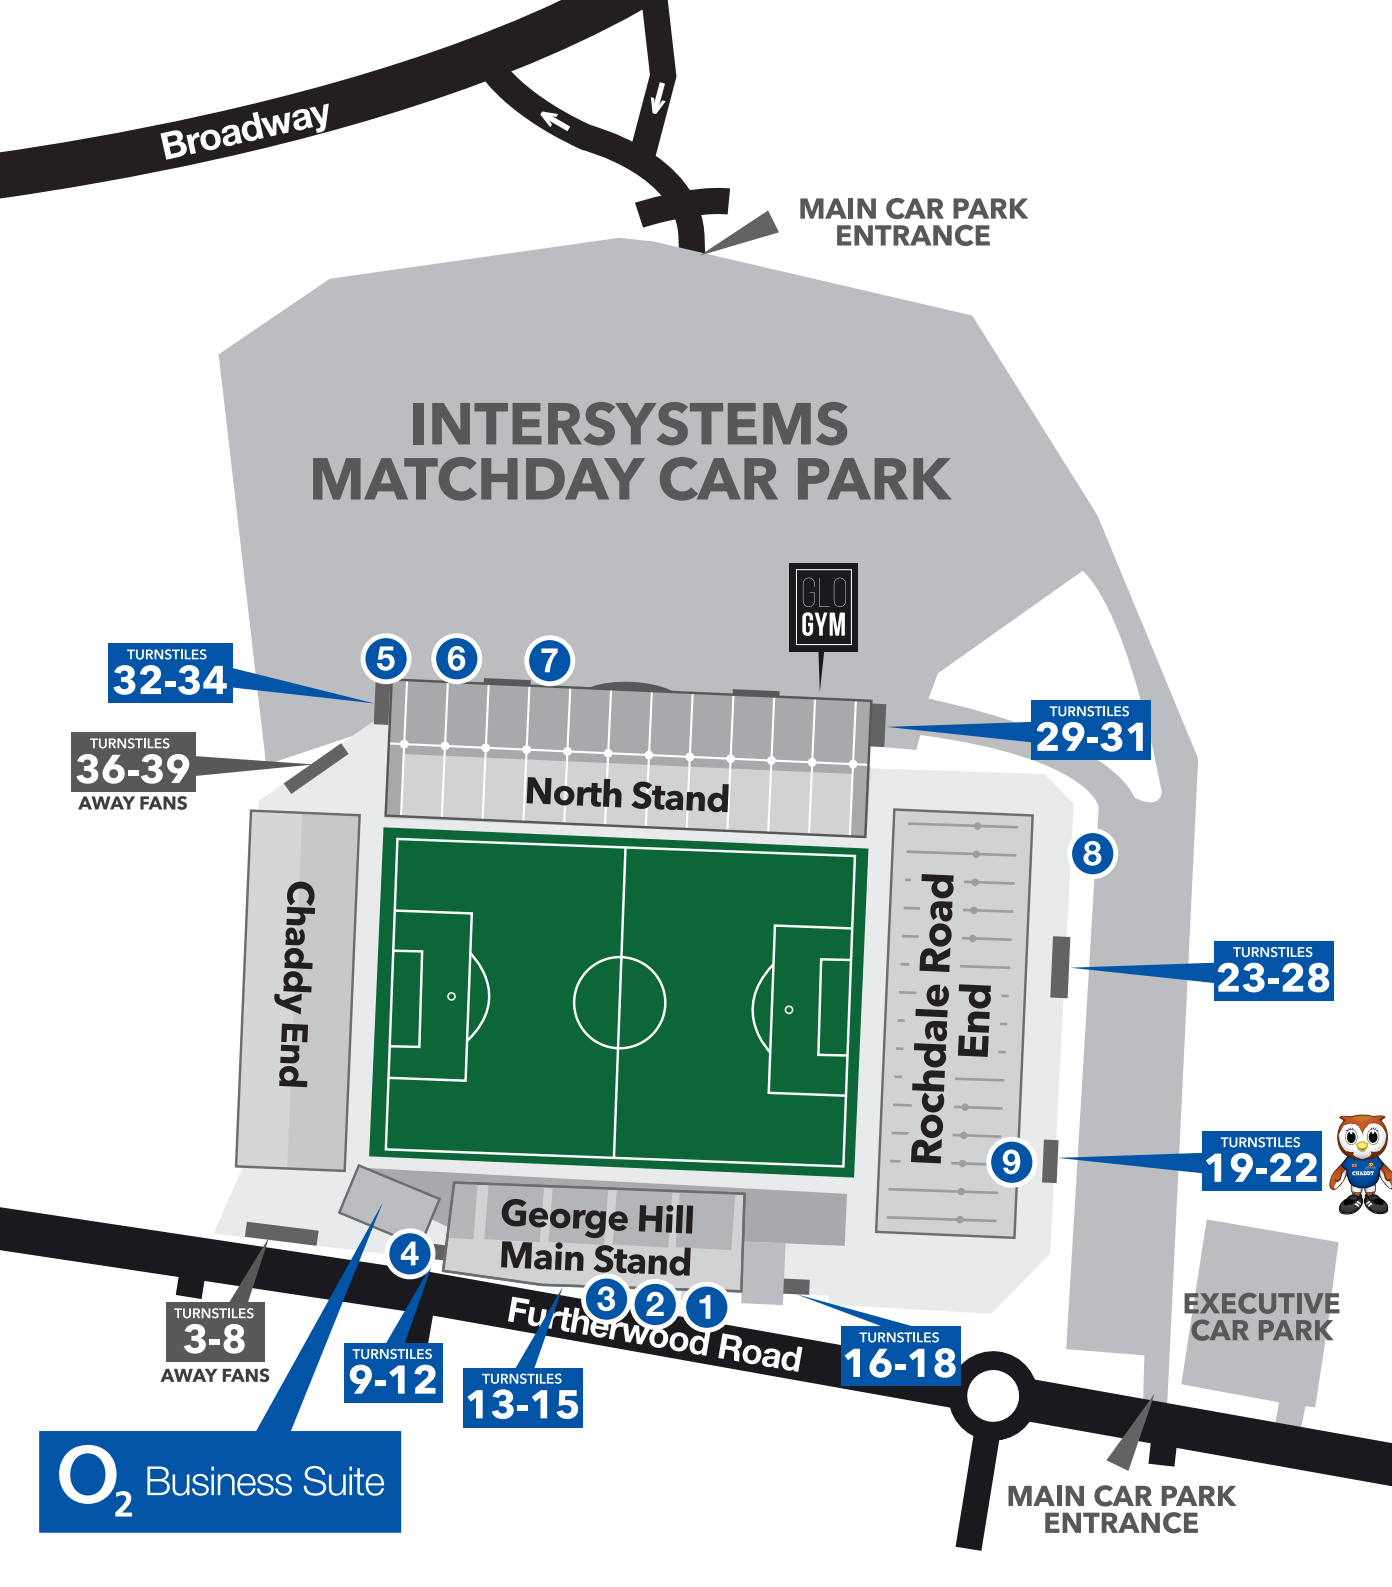 Broadway
MAIN CAR PARK
ENTRANCE
INTERSYSTEMS
MATCHDAY CAR PARK
GLO
GYM
TURNSTILES
32-34
5
6
7
TURNSTILES
29-31
TURNSTILES
36-39
AWAY FANS
North Stand
8
Chaddy End
Rochdale Road
End
TURNSTILES
23-28
TURNSTILES
19-22
CHADDY
9
George Hill
Main Stand
4
3
2
1
Furtherwood Road
TURNSTILES
3-8
AWAY FANS
TURNSTILES
9-12
TURNSTILES
13-15
TURNSTILES
16-18
EXECUTIVE
CAR PARK
O2 Business Suite
MAIN CAR PARK
ENTRANCE